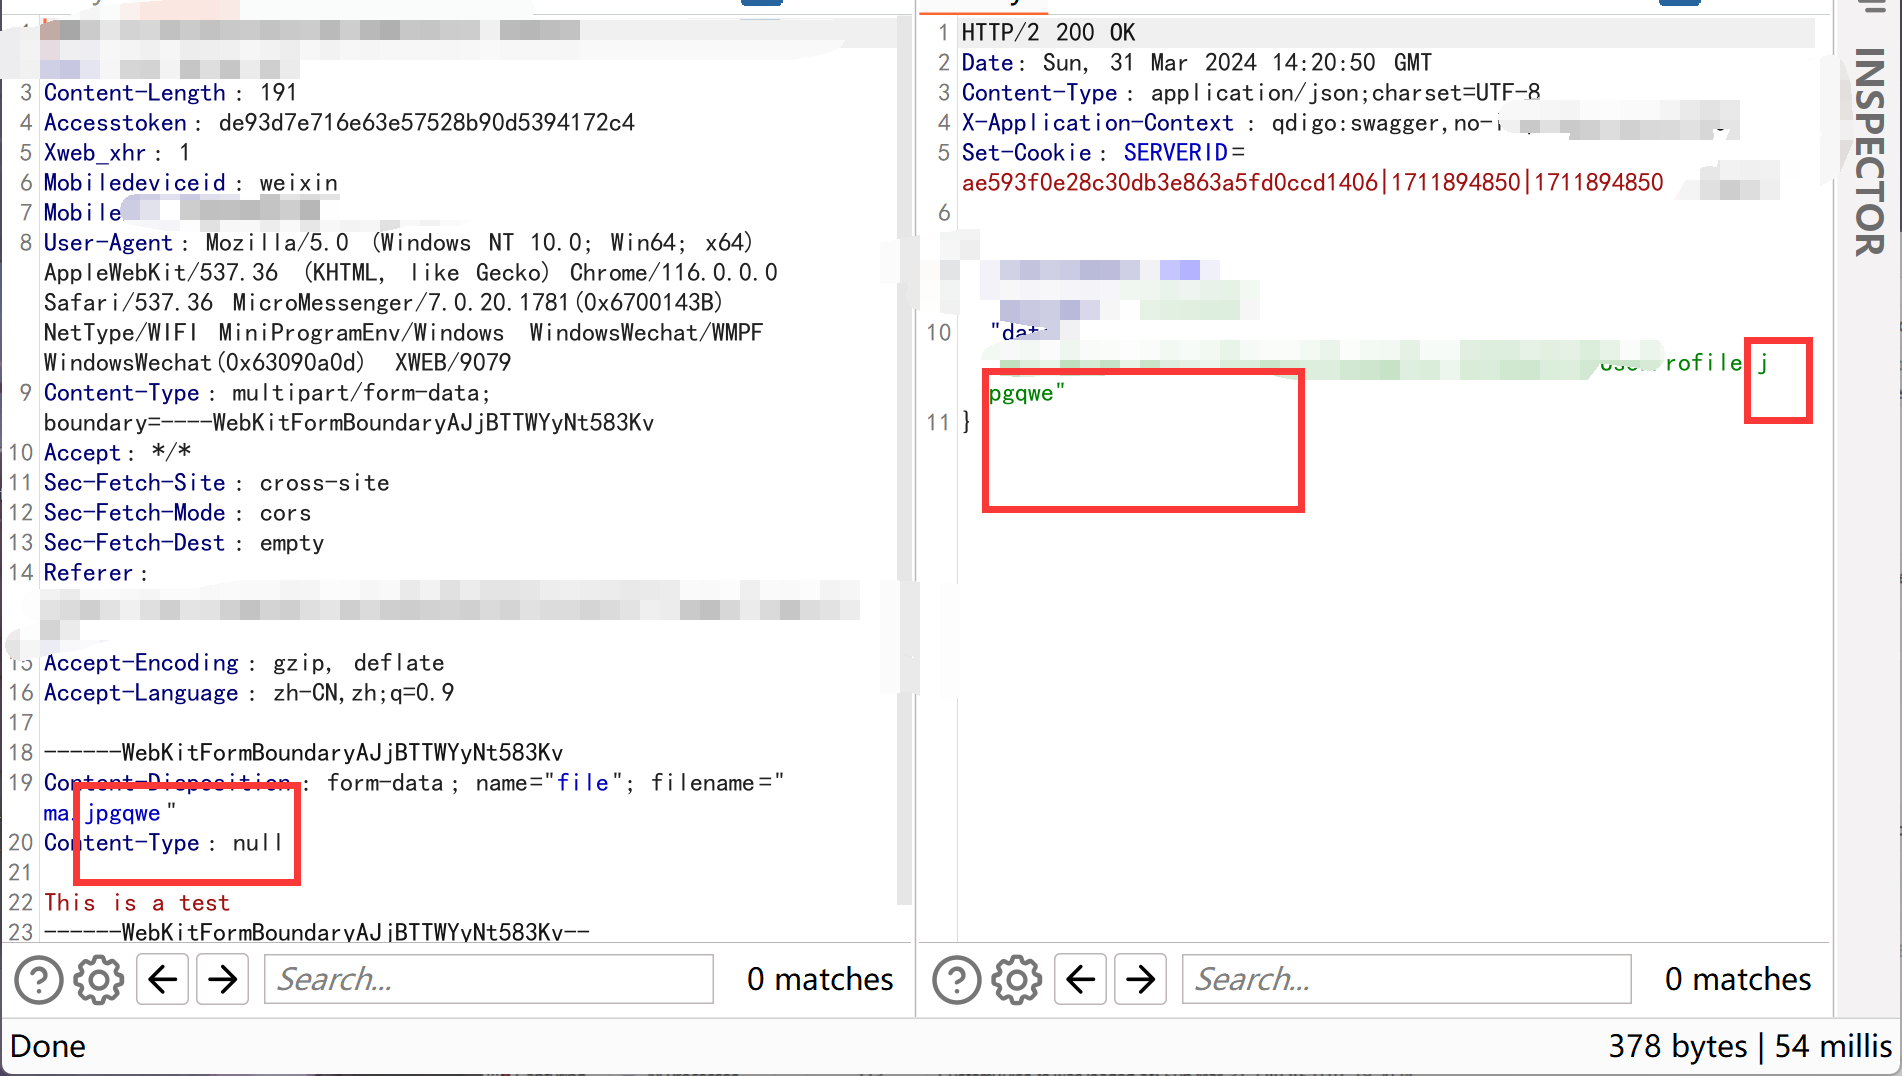 3 Content-Length : 191
4 Accesstoken : de93d7e716e63e57528b90d5394172c4
5 Xweb_xhr : 1
6 Mobiledeviceid : weixin
7 Mobile
8 User-Agent : Mozilla/5.0 (Windows NT 10.0; Win64; x64)
AppleWebKit/537.36 (KHTML, like Gecko) Chrome/116.0.0.0
Safari/537.36 MicroMessenger/7.0.20.1781(0x6700143B)
NetType/WIFI MiniProgramEnv/Windows WindowsWechat/WMPF
WindowsWechat(0x63090a0d) XWEB/9079
9 Content-Type : multipart/form-data;
boundary=----WebKitFormBoundaryAJjBTTWYyNt583Kv
10 Accept : */*
11 Sec-Fetch-Site : cross-site
12 Sec-Fetch-Mode : cors
13 Sec-Fetch-Dest : empty
14 Referer :
15 Accept-Encoding : gzip, deflate
16 Accept-Language : zh-CN,zh;q=0.9
17
18 ------WebKitFormBoundaryAJjBTTWYyNt583Kv
19 Content-Disposition : form-data ; name="file"; filename ="
ma.jpgqwe "
20 Content-Type : null
21
22 This is a test
23 ------WebKitFormBoundaryAJjBTTWYyNt583Kv--
Search...
0 matches
1 HTTP/2 200 OK
2 Date : Sun, 31 Mar 2024 14:20:50 GMT
3 Content-Type : application/json;charset=UTF-8
4 X-Application-Context : qdigo:swagger,no-
5 Set-Cookie : SERVERID=
ae593f0e28c30db3e863a5fd0ccd1406|1711894850|1711894850
6
10 "dat
rofile j
pgqwe"
11 }
Search...
0 matches
INSPECTOR
Done
378 bytes | 54 millis